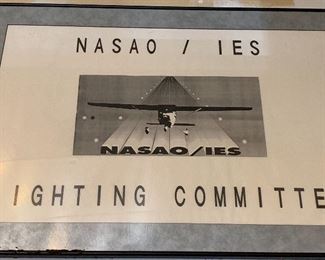 NASAO / IES
NASAO/IES
IGHTING COMMITTE